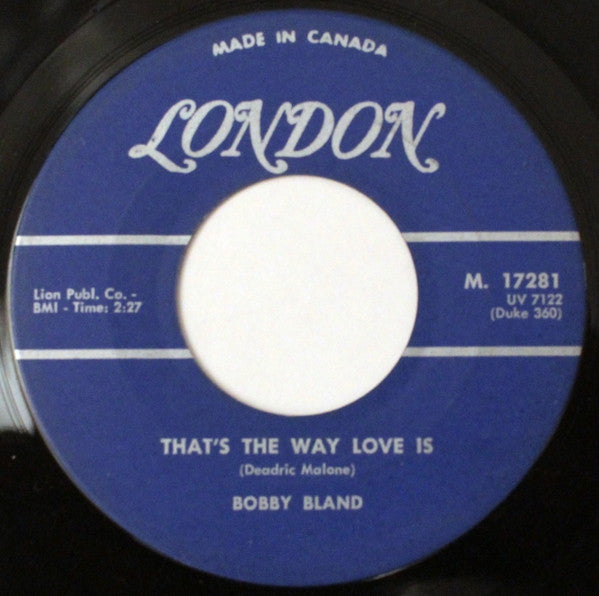 MADE IN CANADA
LONDON
Lion Publ. Co. -
BMI - Time: 2:27
M. 17281
UV 7122
(Duke 360)
THAT'S THE WAY LOVE IS
(Deadric Malone)
BOBBY BLAND